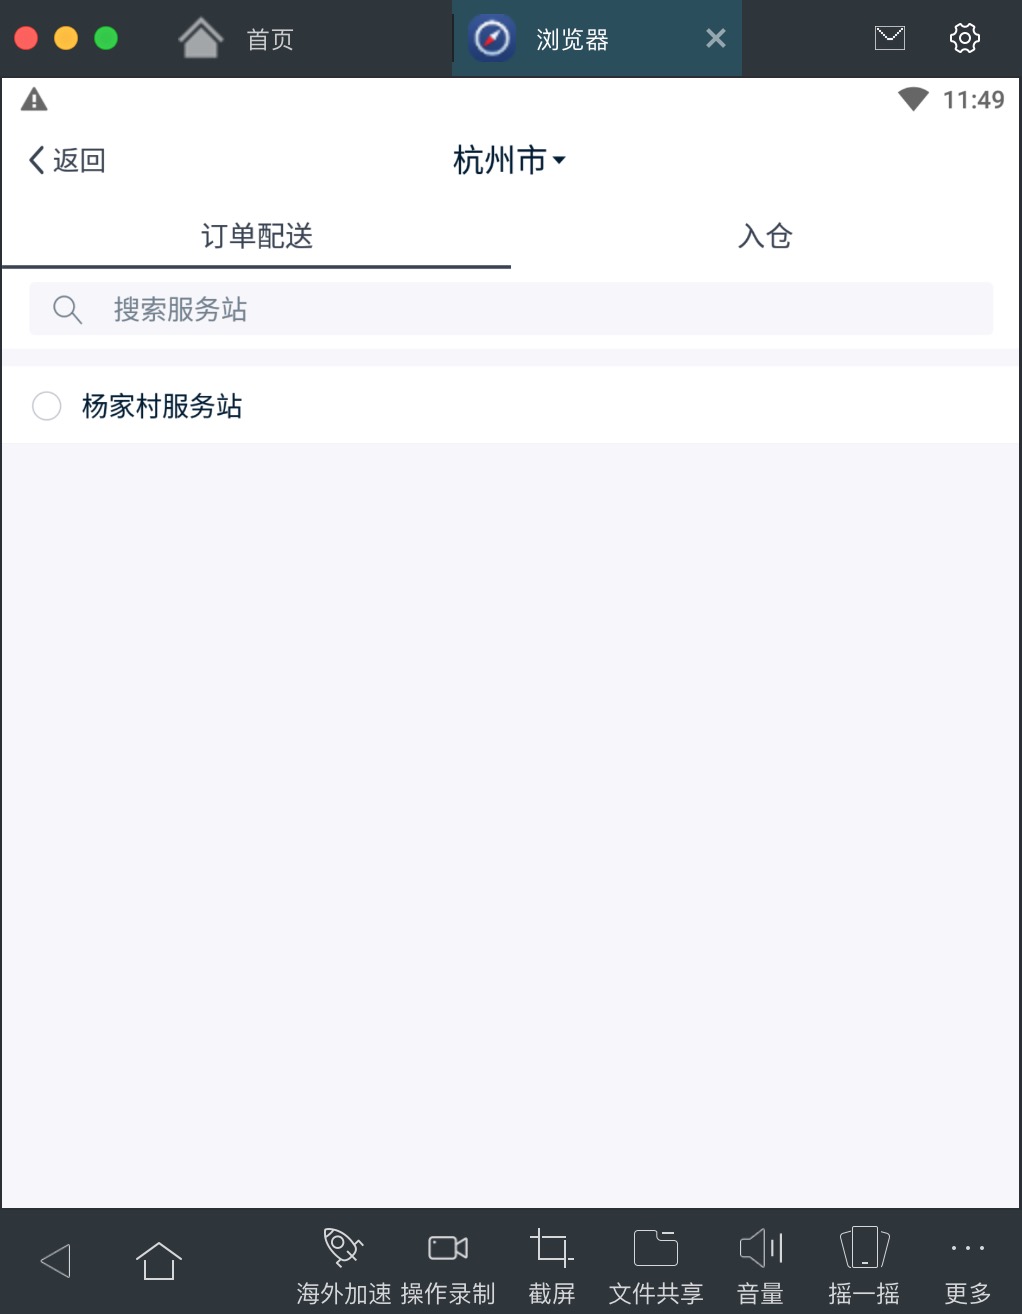 首页
浏览器
11:49
返回
杭州市
订单配送
入仓
搜索服务站
杨家村服务站
海外加速
操作录制
截屏
文件共享
音量
摇一摇
更多